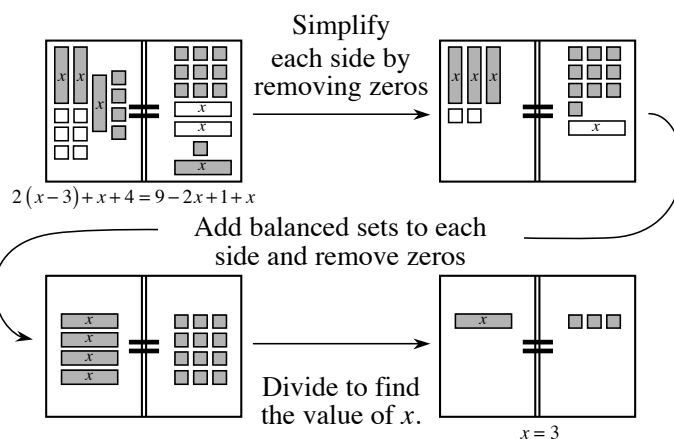 Simplify
each side by
removing zeros
x x x
x
x
x
x x x
x
2(x−3)+x+4=9−2x+1+x
Add balanced sets to each
side and remove zeros
x
x
x
x
x
Divide to find
the value of x.
x=3